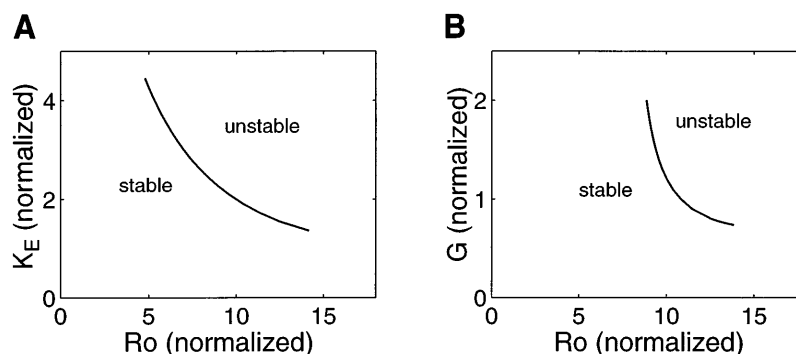 A
K_E (normalized)
4
2
0
unstable
stable
0 5 10 15
Ro (normalized)
B
G (normalized)
2
1
0
unstable
stable
0 5 10 15
Ro (normalized)